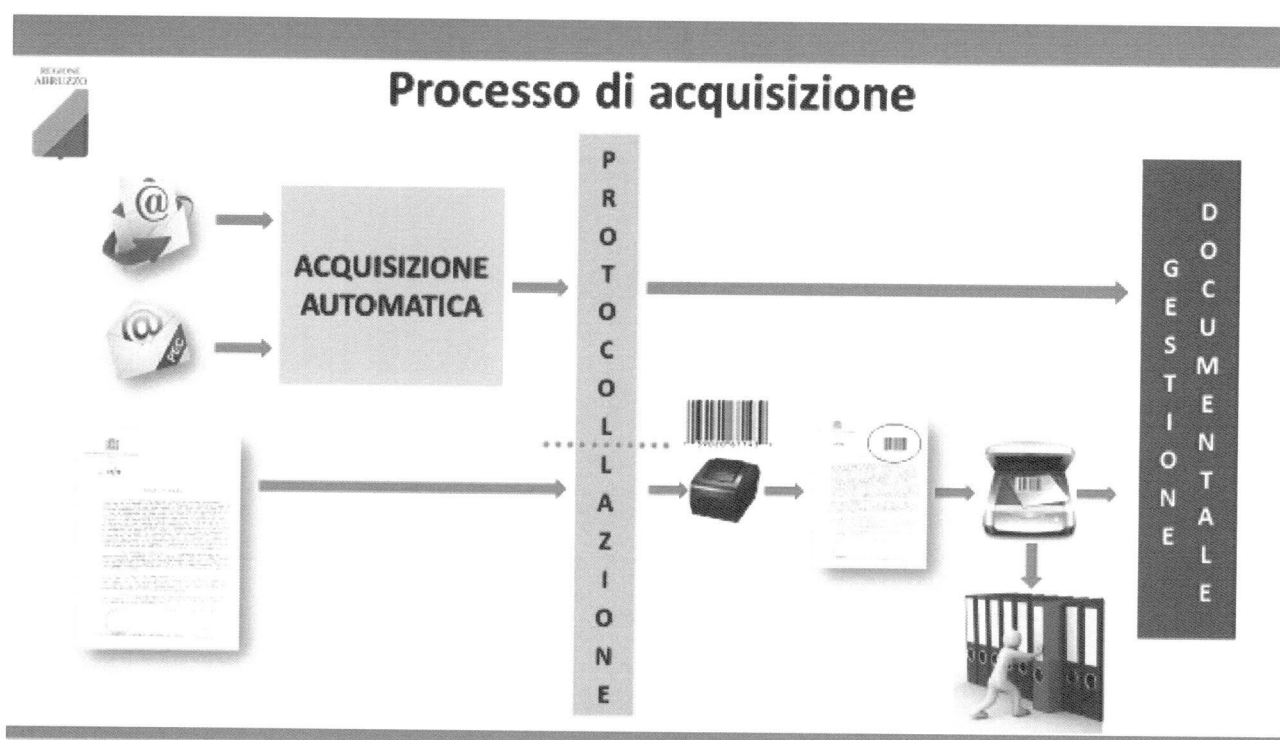 REGIONE
ABRUZZO
Processo di acquisizione
ACQUISIZIONE
AUTOMATICA
PEC
PROTOCOLLAZIONE
GESTIONE
DOCUMENTALE